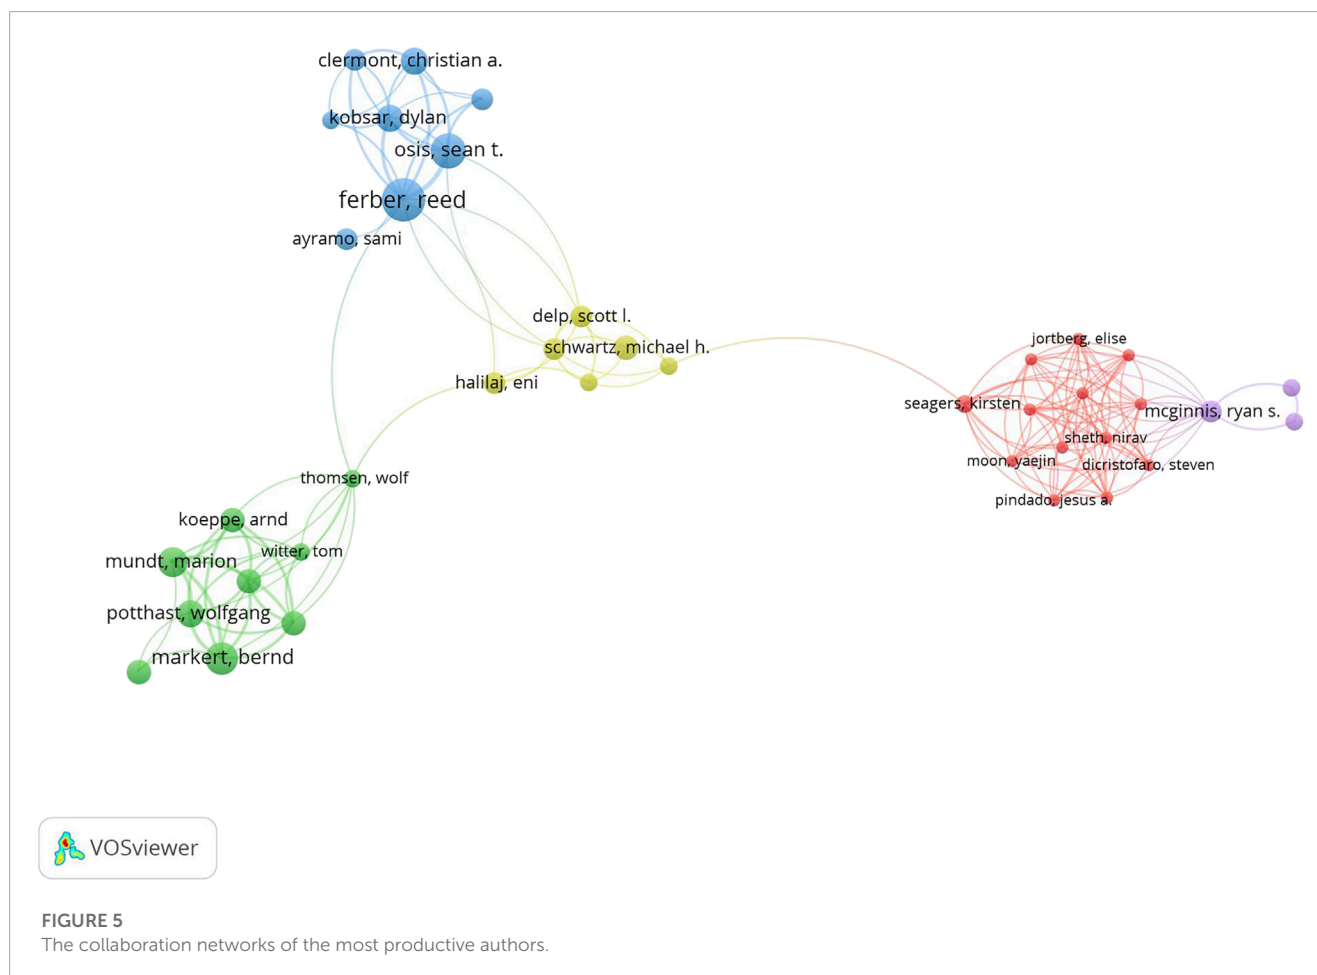 clermont, christian a.
kobsar, dylan
osis, sean t.
ferber, reed
ayramo, sami
delp, scott l.
schwartz, michael h.
halilaj, eni
jortberg, elise
seagers, kirsten
mcginnis, ryan s.
sheth, nirav
moon, yaejin
dicristofaro, steven
pindado, jesus a.
thomsen, wolf
koeppe, arnd
witter, tom
mundt, marion
potthast, wolfgang
markert, bernd
VOSviewer
FIGURE 5
The collaboration networks of the most productive authors.